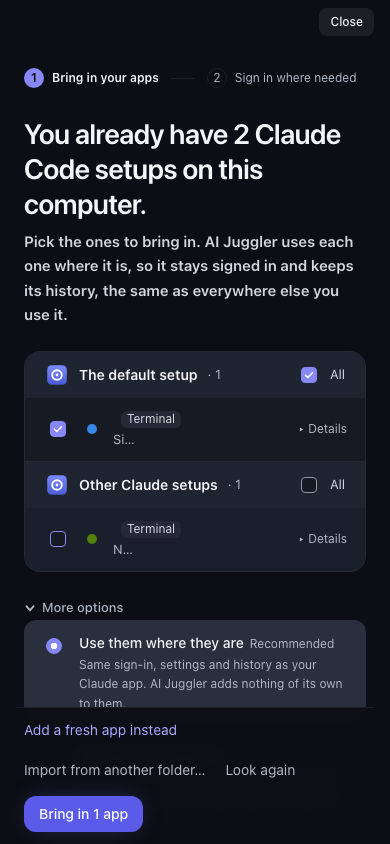 Close
1 Bring in your apps
2 Sign in where needed
You already have 2 Claude
Code setups on this
computer.
Pick the ones to bring in. AI Juggler uses each
one where it is, so it stays signed in and keeps
its history, the same as everywhere else you
use it.
The default setup · 1 All
Terminal
Si... Details
Other Claude setups · 1 All
Terminal
N... Details
More options
Use them where they are Recommended
Same sign-in, settings and history as your
Claude app. AI Juggler adds nothing of its own
to them.
Add a fresh app instead
Import from another folder... Look again
Bring in 1 app